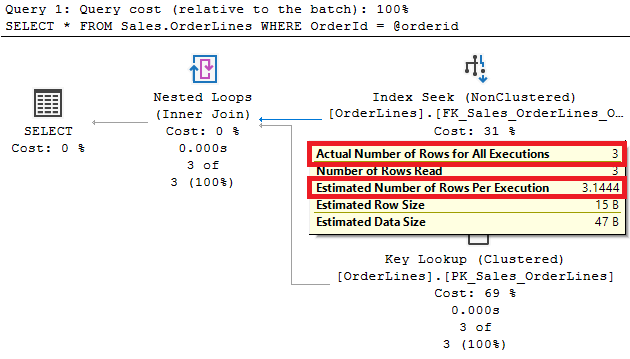 Query 1: Query cost (relative to the batch): 100%
SELECT * FROM Sales.OrderLines WHERE OrderId = @orderid
SELECT
Cost: 0 %
Nested Loops
(Inner Join)
Cost: 0 %
0.000s
3 of
3 (100%)
Index Seek (NonClustered)
[OrderLines].[FK_Sales_OrderLines_O…
Cost: 31 %
Actual Number of Rows for All Executions 3
Number of Rows Read 3
Estimated Number of Rows Per Execution 3.1444
Estimated Row Size 15 B
Estimated Data Size 47 B
Key Lookup (Clustered)
[OrderLines].[PK_Sales_OrderLines]
Cost: 69 %
0.000s
3 of
3 (100%)